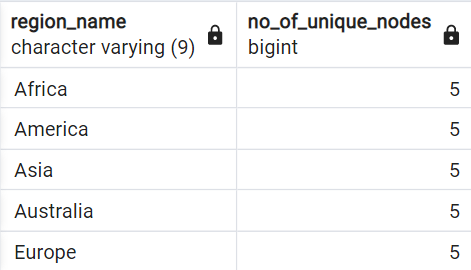 region_name no_of_unique_nodes
character varying (9) bigint
Africa 5
America 5
Asia 5
Australia 5
Europe 5